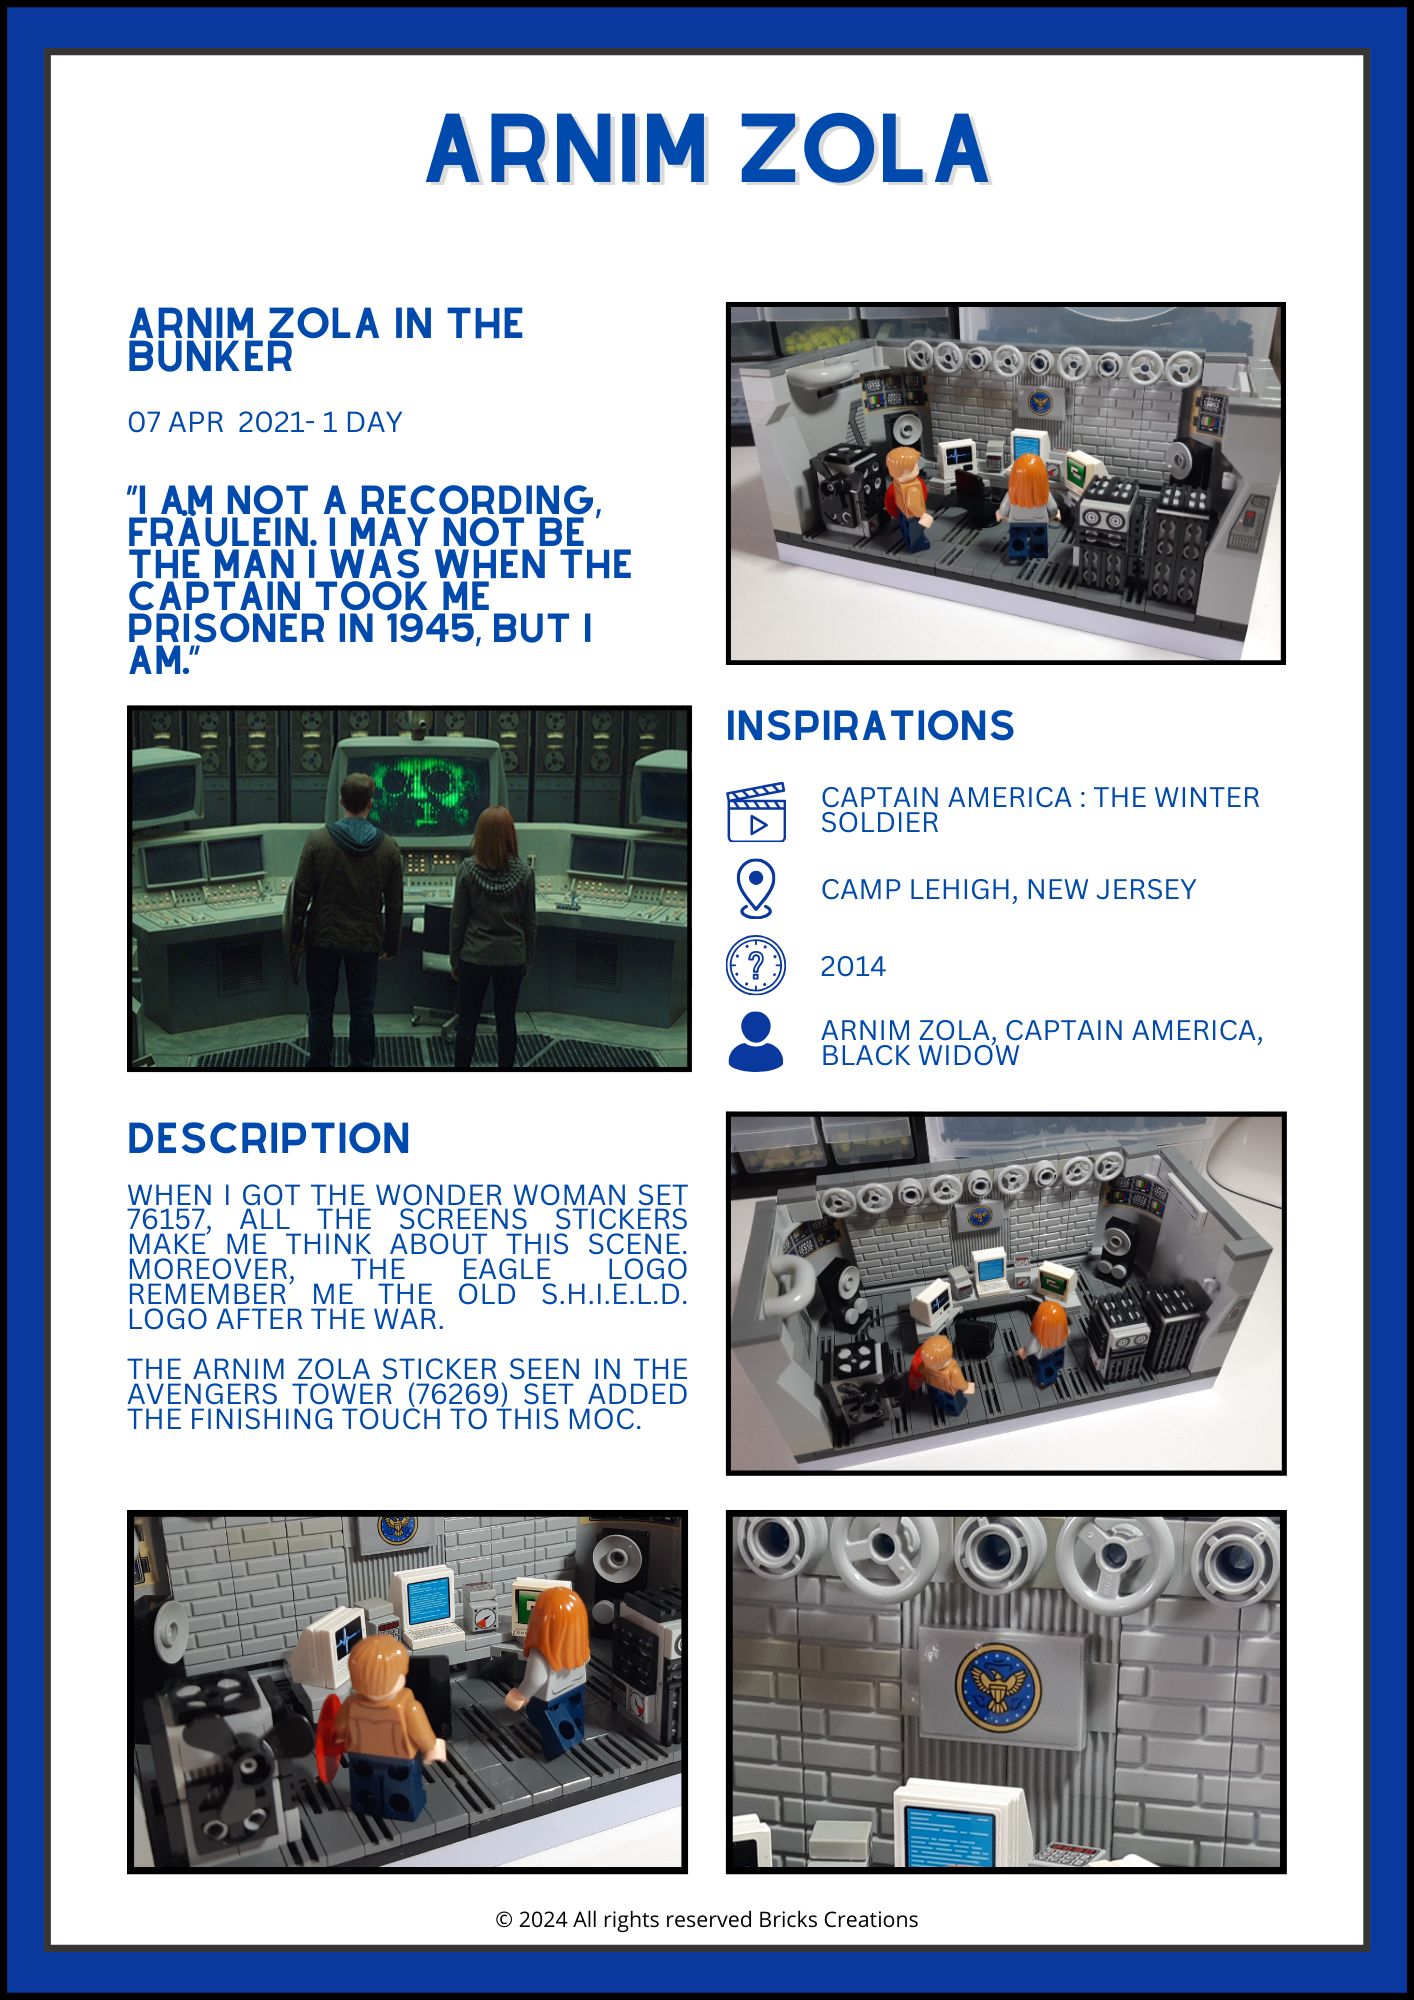 ARNIM ZOLA
ARNIM ZOLA IN THE
BUNKER
07 APR 2021- 1 DAY
"I AM NOT A RECORDING,
FRÄULEIN. I MAY NOT BE
THE MAN I WAS WHEN THE
CAPTAIN TOOK ME
PRISONER IN 1945, BUT I
AM."
INSPIRATIONS
CAPTAIN AMERICA : THE WINTER
SOLDIER
CAMP LEHIGH, NEW JERSEY
2014
ARNIM ZOLA, CAPTAIN AMERICA,
BLACK WIDOW
DESCRIPTION
WHEN I GOT THE WONDER WOMAN SET
76157, ALL THE SCREENS STICKERS
MAKE ME THINK ABOUT THIS SCENE.
MOREOVER, THE EAGLE LOGO
REMEMBER ME THE OLD S.H.I.E.L.D.
LOGO AFTER THE WAR.
THE ARNIM ZOLA STICKER SEEN IN THE
AVENGERS TOWER (76269) SET ADDED
THE FINISHING TOUCH TO THIS MOC.
© 2024 All rights reserved Bricks Creations